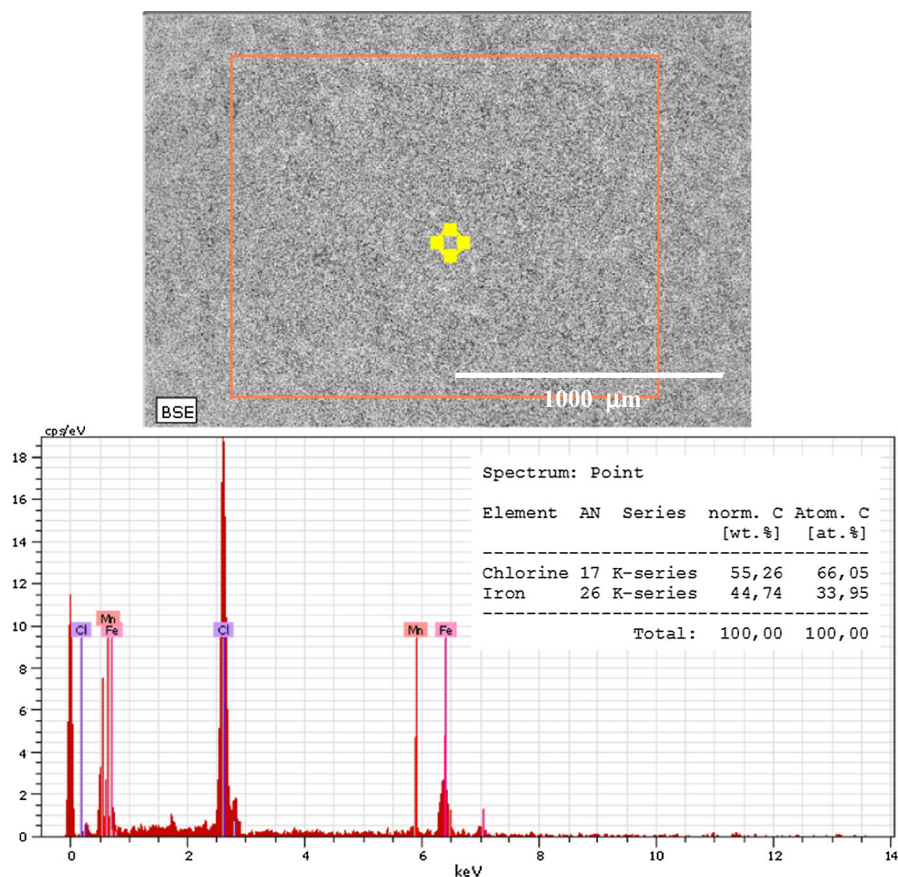 1000 μm
BSE
cps/eV
18
16
14
12
10
8
6
4
2
0
Cl
Mn
Fe
Cl
Mn
Fe
Spectrum: Point
Element AN Series norm. C Atom. C
[wt.%] [at.%]
---------------------------------------
Chlorine 17 K-series 55,26 66,05
Iron 26 K-series 44,74 33,95
---------------------------------------
Total: 100,00 100,00
0 2 4 6 8 10 12 14
keV